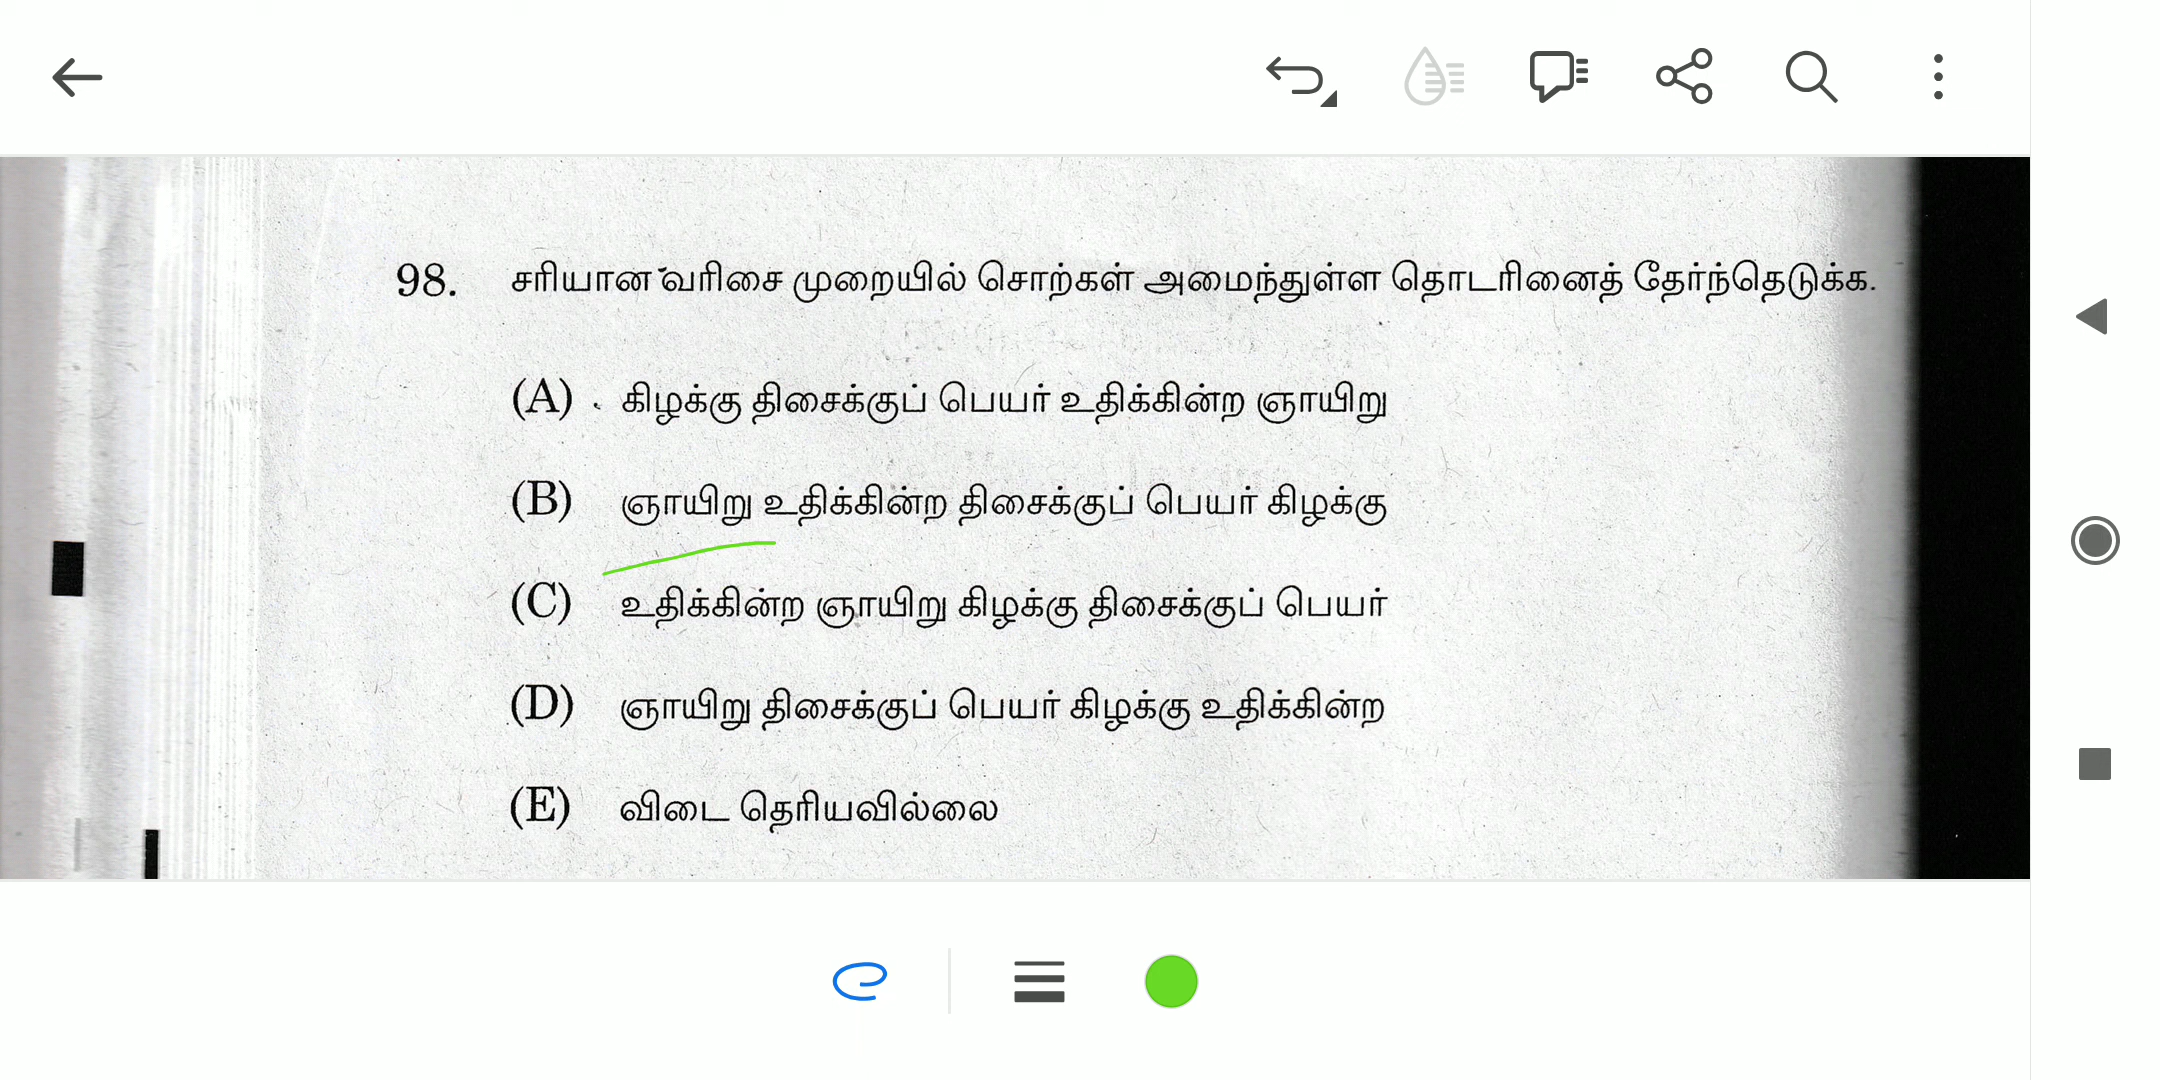 98. சரியான வரிசை முறையில் சொற்கள் அமைந்துள்ள தொடரினைத் தேர்ந்தெடுக்க.
(A) கிழக்கு திசைக்குப் பெயர் உதிக்கின்ற ஞாயிறு
(B) ஞாயிறு உதிக்கின்ற திசைக்குப் பெயர் கிழக்கு
(C) உதிக்கின்ற ஞாயிறு கிழக்கு திசைக்குப் பெயர்
(D) ஞாயிறு திசைக்குப் பெயர் கிழக்கு உதிக்கின்ற
(E) விடை தெரியவில்லை